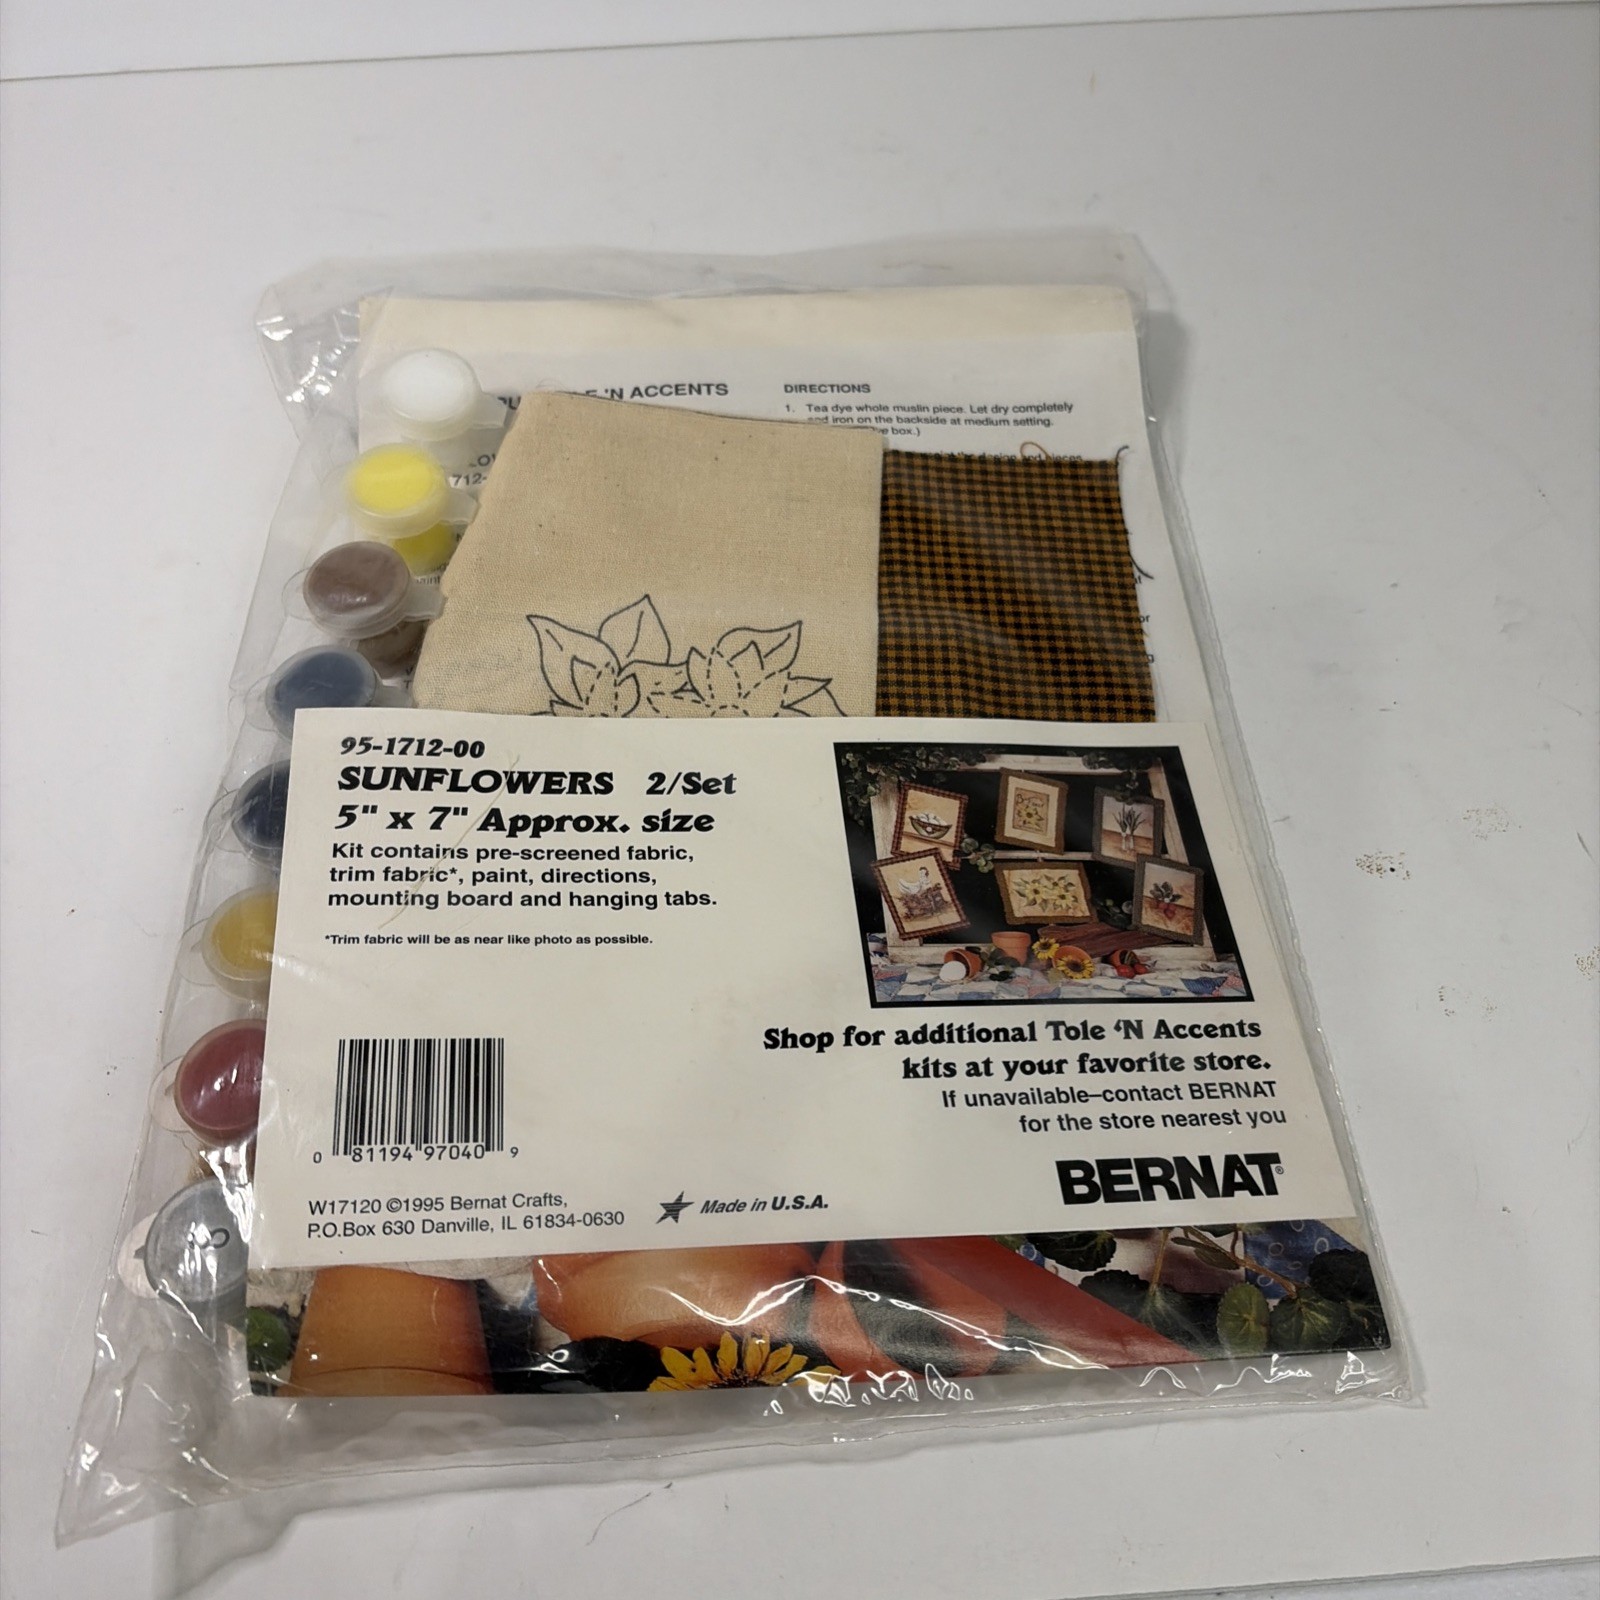 'N ACCENTS
DIRECTIONS
1. Tea dye whole muslin piece. Let dry completely
and iron on the backside at medium setting.
box.)
712-
95-1712-00
SUNFLOWERS 2/Set
5" x 7" Approx. size
Kit contains pre-screened fabric,
trim fabric*, paint, directions,
mounting board and hanging tabs.
*Trim fabric will be as near like photo as possible.
Shop for additional Tole 'N Accents
kits at your favorite store.
If unavailable–contact BERNAT
for the store nearest you
BERNAT®
0 81194 97040 9
W17120 ©1995 Bernat Crafts,
P.O.Box 630 Danville, IL 61834-0630
Made in U.S.A.
8